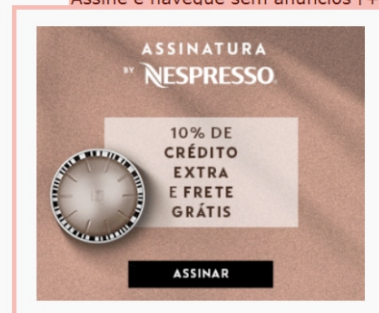 Assine e navegue sem anúncios | +
ASSINATURA
BY NESPRESSO
10% DE
CRÉDITO
EXTRA
E FRETE
GRÁTIS
ASSINAR